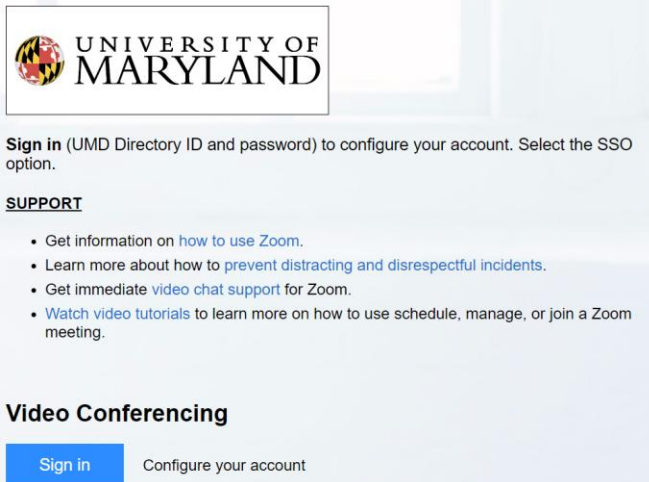 UNIVERSITY OF
MARYLAND
Sign in (UMD Directory ID and password) to configure your account. Select the SSO
option.
SUPPORT
• Get information on how to use Zoom.
• Learn more about how to prevent distracting and disrespectful incidents.
• Get immediate video chat support for Zoom.
• Watch video tutorials to learn more on how to use schedule, manage, or join a Zoom
meeting.
Video Conferencing
Sign in Configure your account